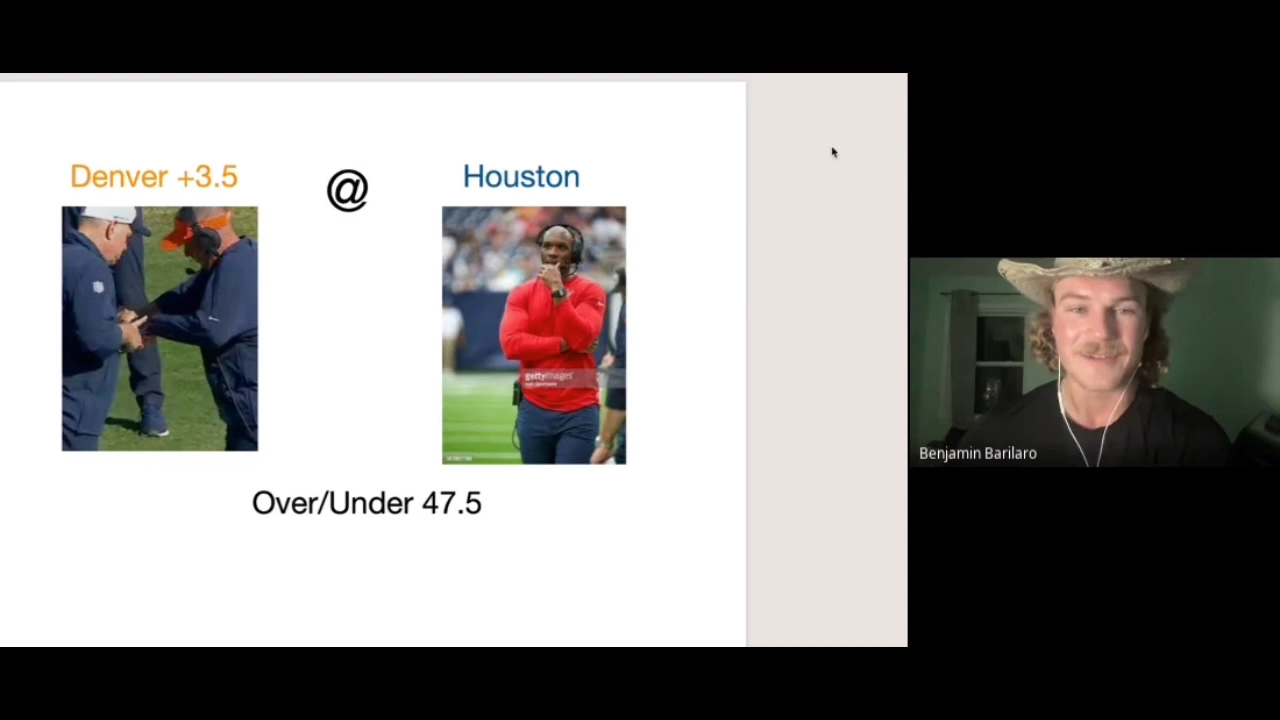 Denver +3.5
@
Houston
gettyimages
Over/Under 47.5
Benjamin Barilaro